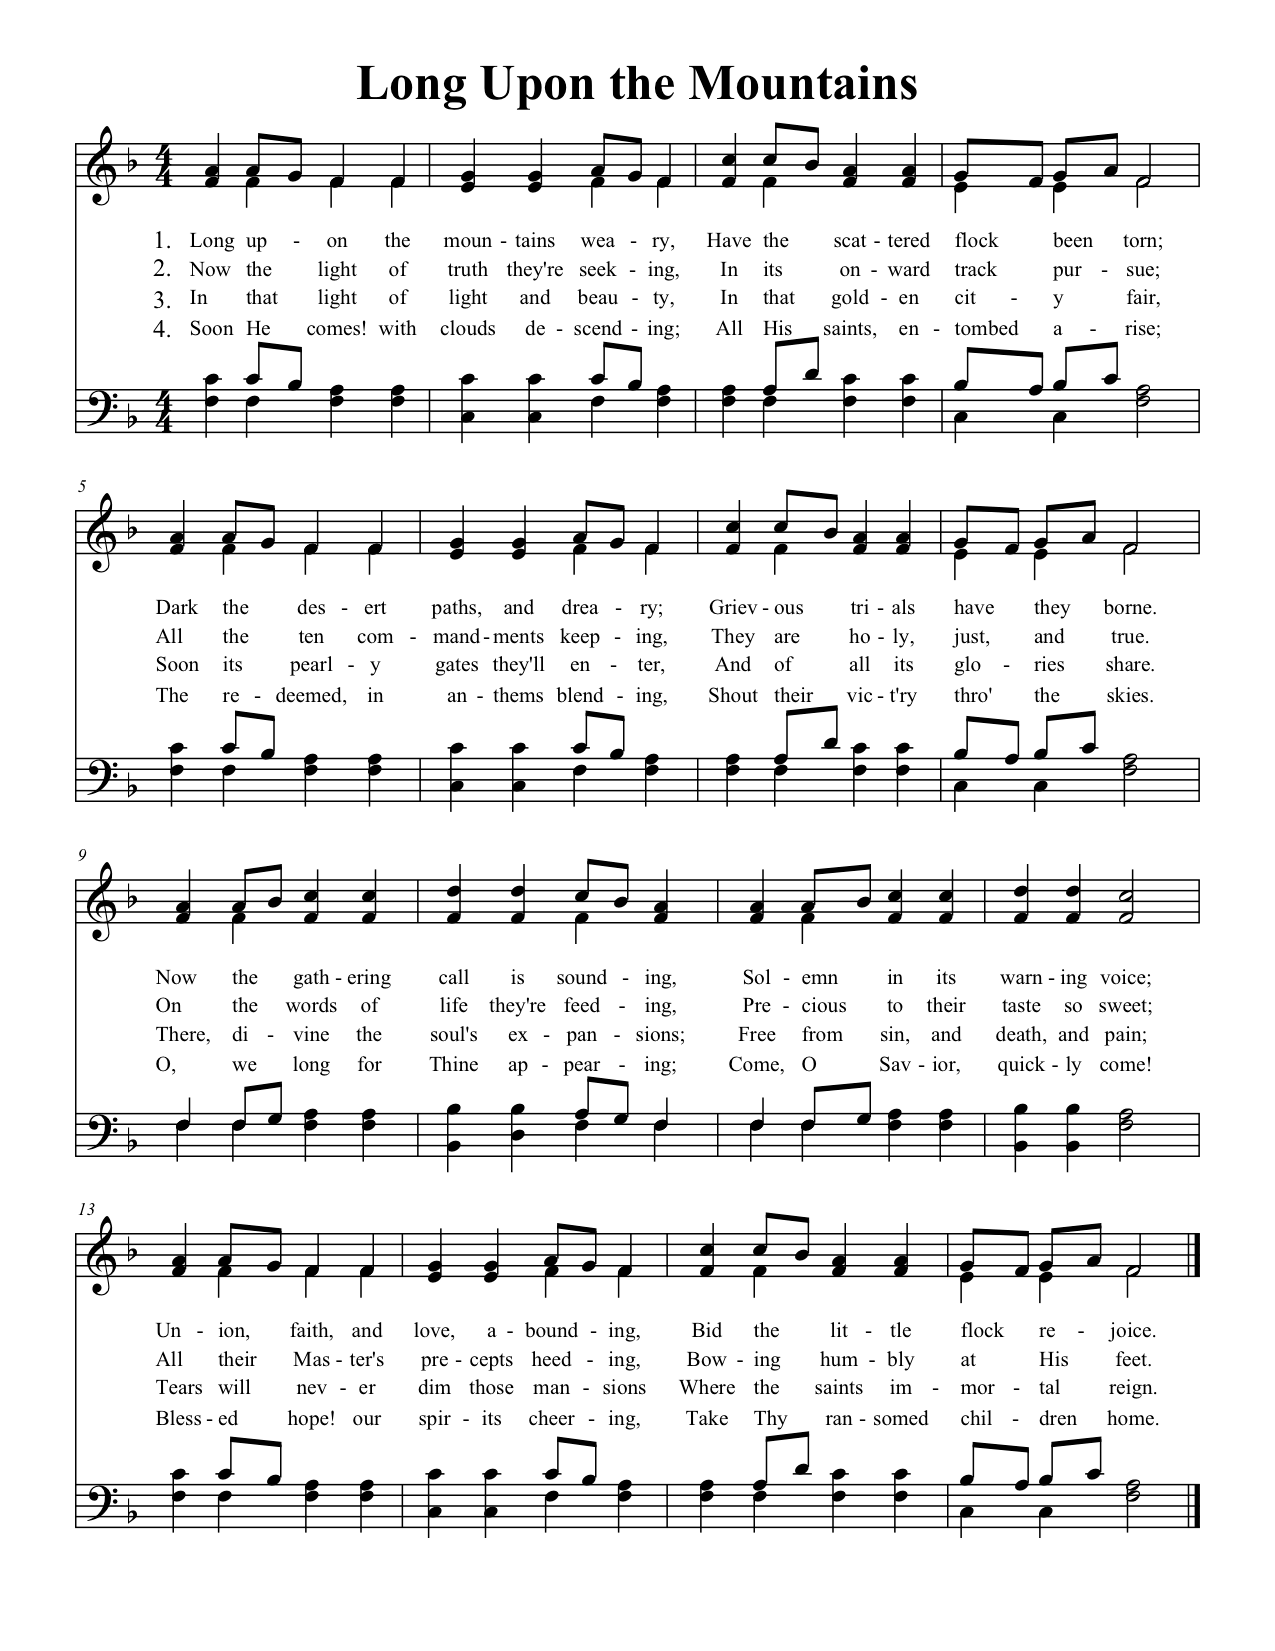 Long Upon the Mountains
1. Long up - on the moun - tains wea - ry, Have the scat - tered flock been torn;
2. Now the light of truth they're seek - ing, In its on - ward track pur - sue;
3. In that light of light and beau - ty, In that gold - en cit - y fair,
4. Soon He comes! with clouds de - scend - ing; All His saints, en - tombed a - rise;
5
Dark the des - ert paths, and drea - ry; Griev - ous tri - als have they borne.
All the ten com - mand - ments keep - ing, They are ho - ly, just, and true.
Soon its pearl - y gates they'll en - ter, And of all its glo - ries share.
The re - deemed, in an - thems blend - ing, Shout their vic - t'ry thro' the skies.
9
Now the gath - ering call is sound - ing, Sol - emn in its warn - ing voice;
On the words of life they're feed - ing, Pre - cious to their taste so sweet;
There, di - vine the soul's ex - pan - sions; Free from sin, and death, and pain;
O, we long for Thine ap - pear - ing; Come, O Sav - ior, quick - ly come!
13
Un - ion, faith, and love, a - bound - ing, Bid the lit - tle flock re - joice.
All their Mas - ter's pre - cepts heed - ing, Bow - ing hum - bly at His feet.
Tears will nev - er dim those man - sions Where the saints im - mor - tal reign.
Bless - ed hope! our spir - its cheer - ing, Take Thy ran - somed chil - dren home.